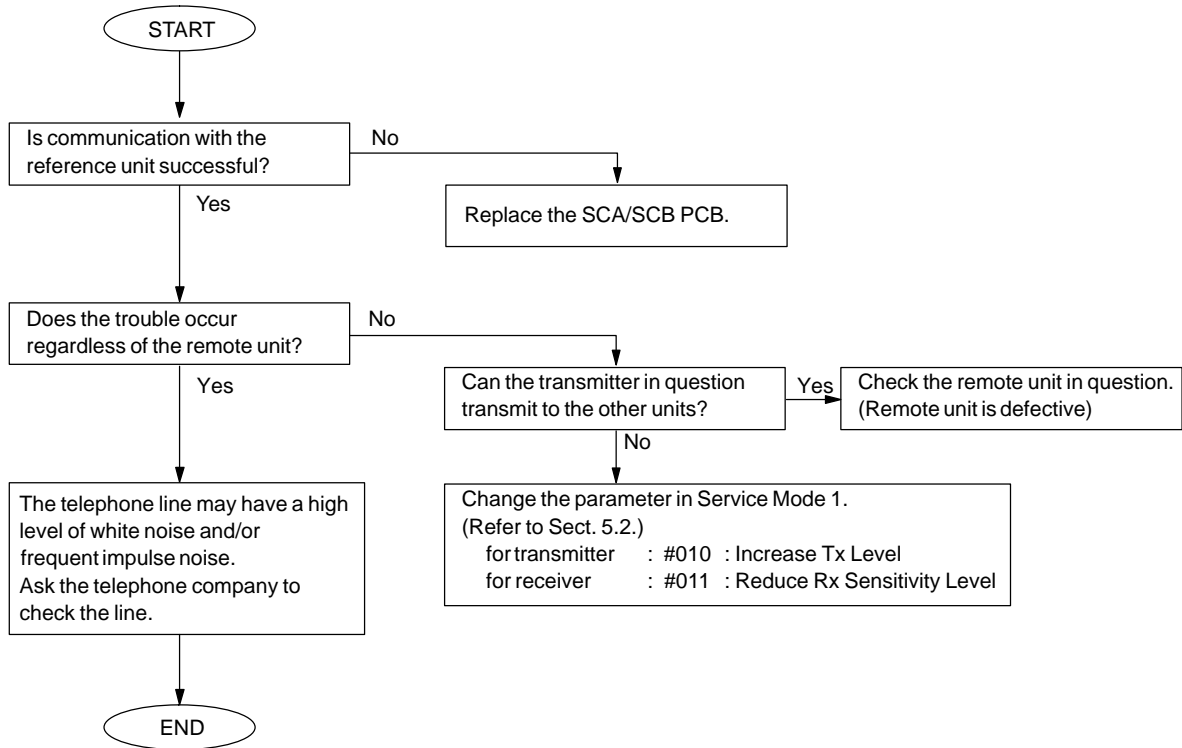 START
Is communication with the
reference unit successful?
No
Yes
Replace the SCA/SCB PCB.
Does the trouble occur
regardless of the remote unit?
No
Yes
Can the transmitter in question
transmit to the other units?
Yes
Check the remote unit in question.
(Remote unit is defective)
No
The telephone line may have a high
level of white noise and/or
frequent impulse noise.
Ask the telephone company to
check the line.
Change the parameter in Service Mode 1.
(Refer to Sect. 5.2.)
for transmitter : #010 : Increase Tx Level
for receiver : #011 : Reduce Rx Sensitivity Level
END